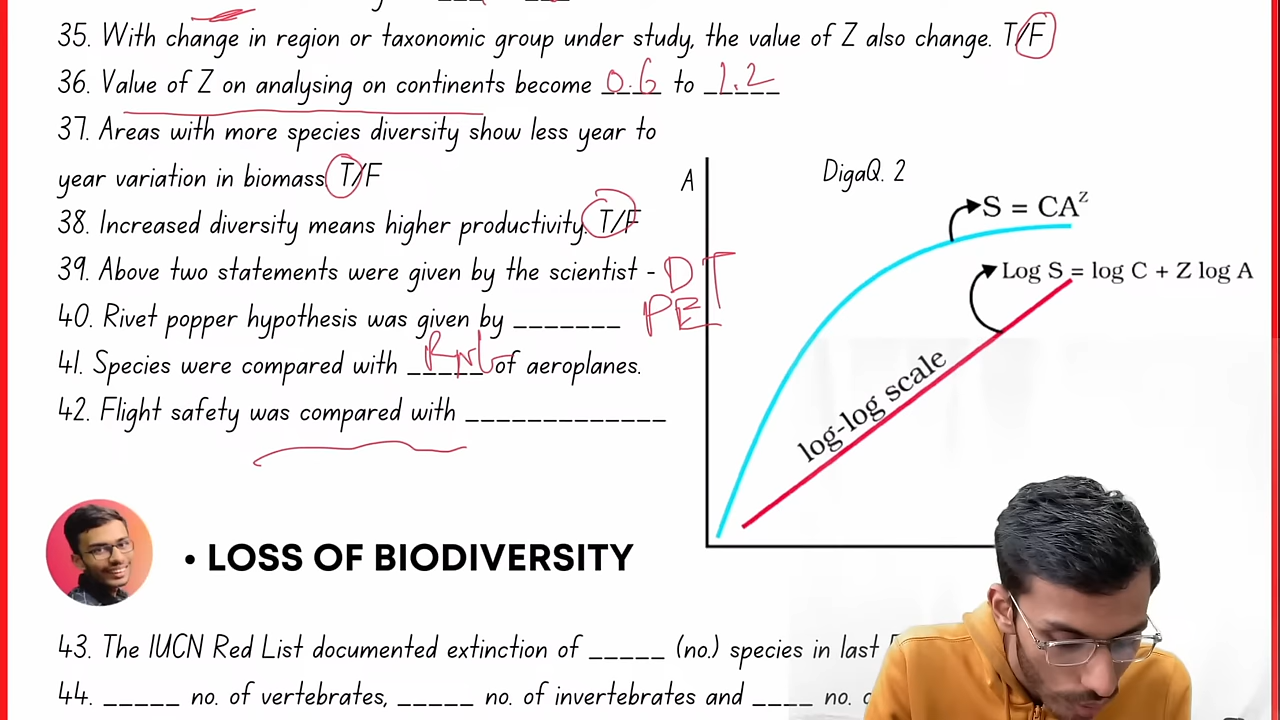 35. With change in region or taxonomic group under study, the value of Z also change. T/F
36. Value of Z on analysing on continents become 0.6 to 1.2
37. Areas with more species diversity show less year to
year variation in biomass T/F
38. Increased diversity means higher productivity. T/F
39. Above two statements were given by the scientist - DT
40. Rivet popper hypothesis was given by _______ PE
41. Species were compared with _____ of aeroplanes.
42. Flight safety was compared with _____________
A
DigaQ. 2
S = CA^Z
Log S = log C + Z log A
log-log scale
• LOSS OF BIODIVERSITY
43. The IUCN Red List documented extinction of _____ (no.) species in last
44. _____ no. of vertebrates, _____ no. of invertebrates and ____ no.